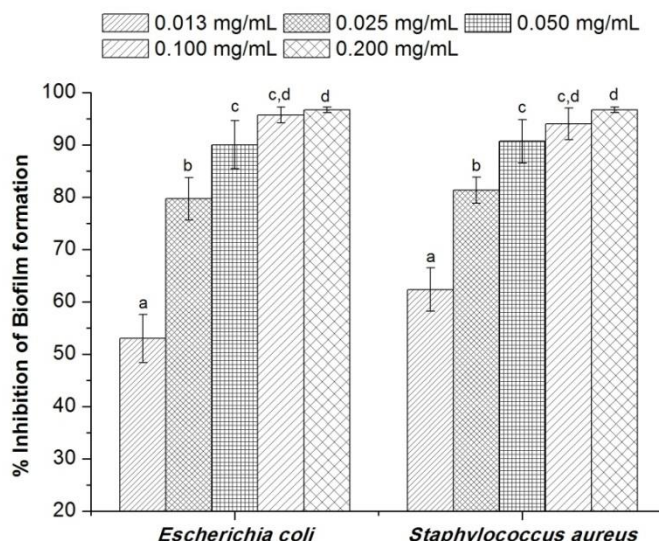 0.013 mg/mL 0.025 mg/mL 0.050 mg/mL
0.100 mg/mL 0.200 mg/mL
% Inhibition of Biofilm formation
100
90
80
70
60
50
40
30
20
a b c c,d d
a b c c,d d
Escherichia coli Staphylococcus aureus